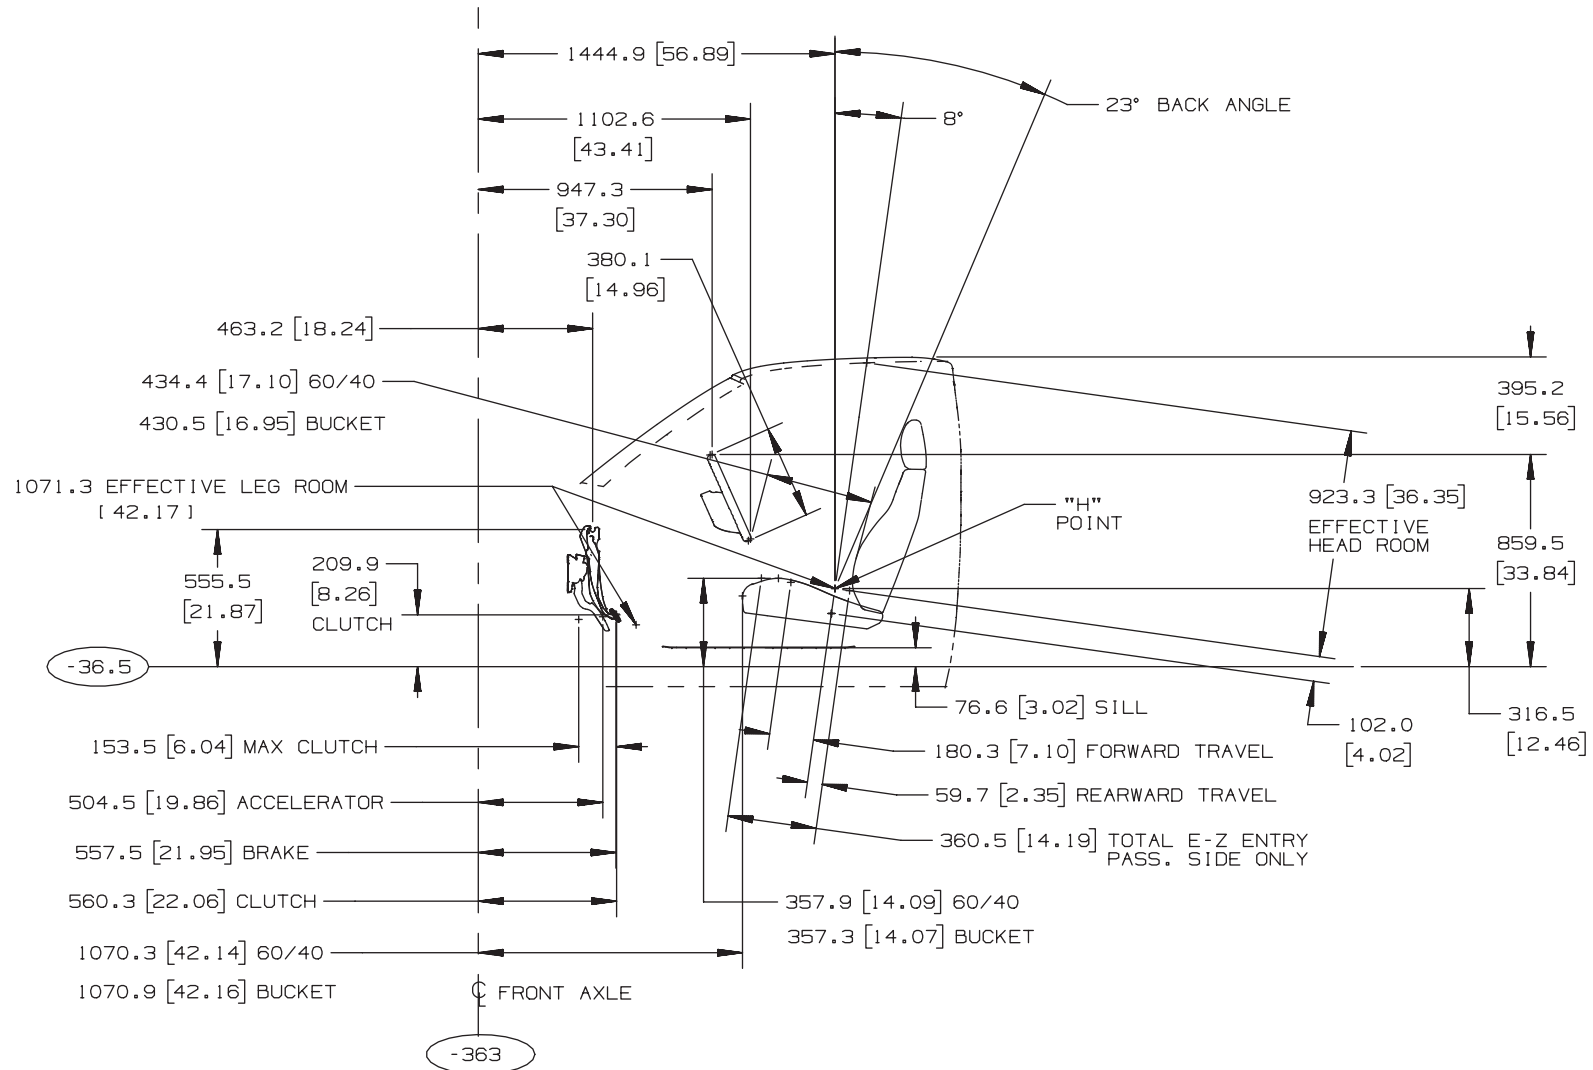 1444.9 [56.89]
23° BACK ANGLE
8°
1102.6
[43.41]
947.3
[37.30]
380.1
[14.96]
463.2 [18.24]
434.4 [17.10] 60/40
430.5 [16.95] BUCKET
395.2
[15.56]
1071.3 EFFECTIVE LEG ROOM
[ 42.17 ]
"H"
POINT
923.3 [36.35]
EFFECTIVE
HEAD ROOM
859.5
[33.84]
555.5
[21.87]
209.9
[8.26]
CLUTCH
-36.5
76.6 [3.02] SILL
102.0
[4.02]
316.5
[12.46]
153.5 [6.04] MAX CLUTCH
180.3 [7.10] FORWARD TRAVEL
504.5 [19.86] ACCELERATOR
59.7 [2.35] REARWARD TRAVEL
557.5 [21.95] BRAKE
360.5 [14.19] TOTAL E-Z ENTRY
PASS. SIDE ONLY
560.3 [22.06] CLUTCH
357.9 [14.09] 60/40
357.3 [14.07] BUCKET
1070.3 [42.14] 60/40
1070.9 [42.16] BUCKET
℄ FRONT AXLE
-363